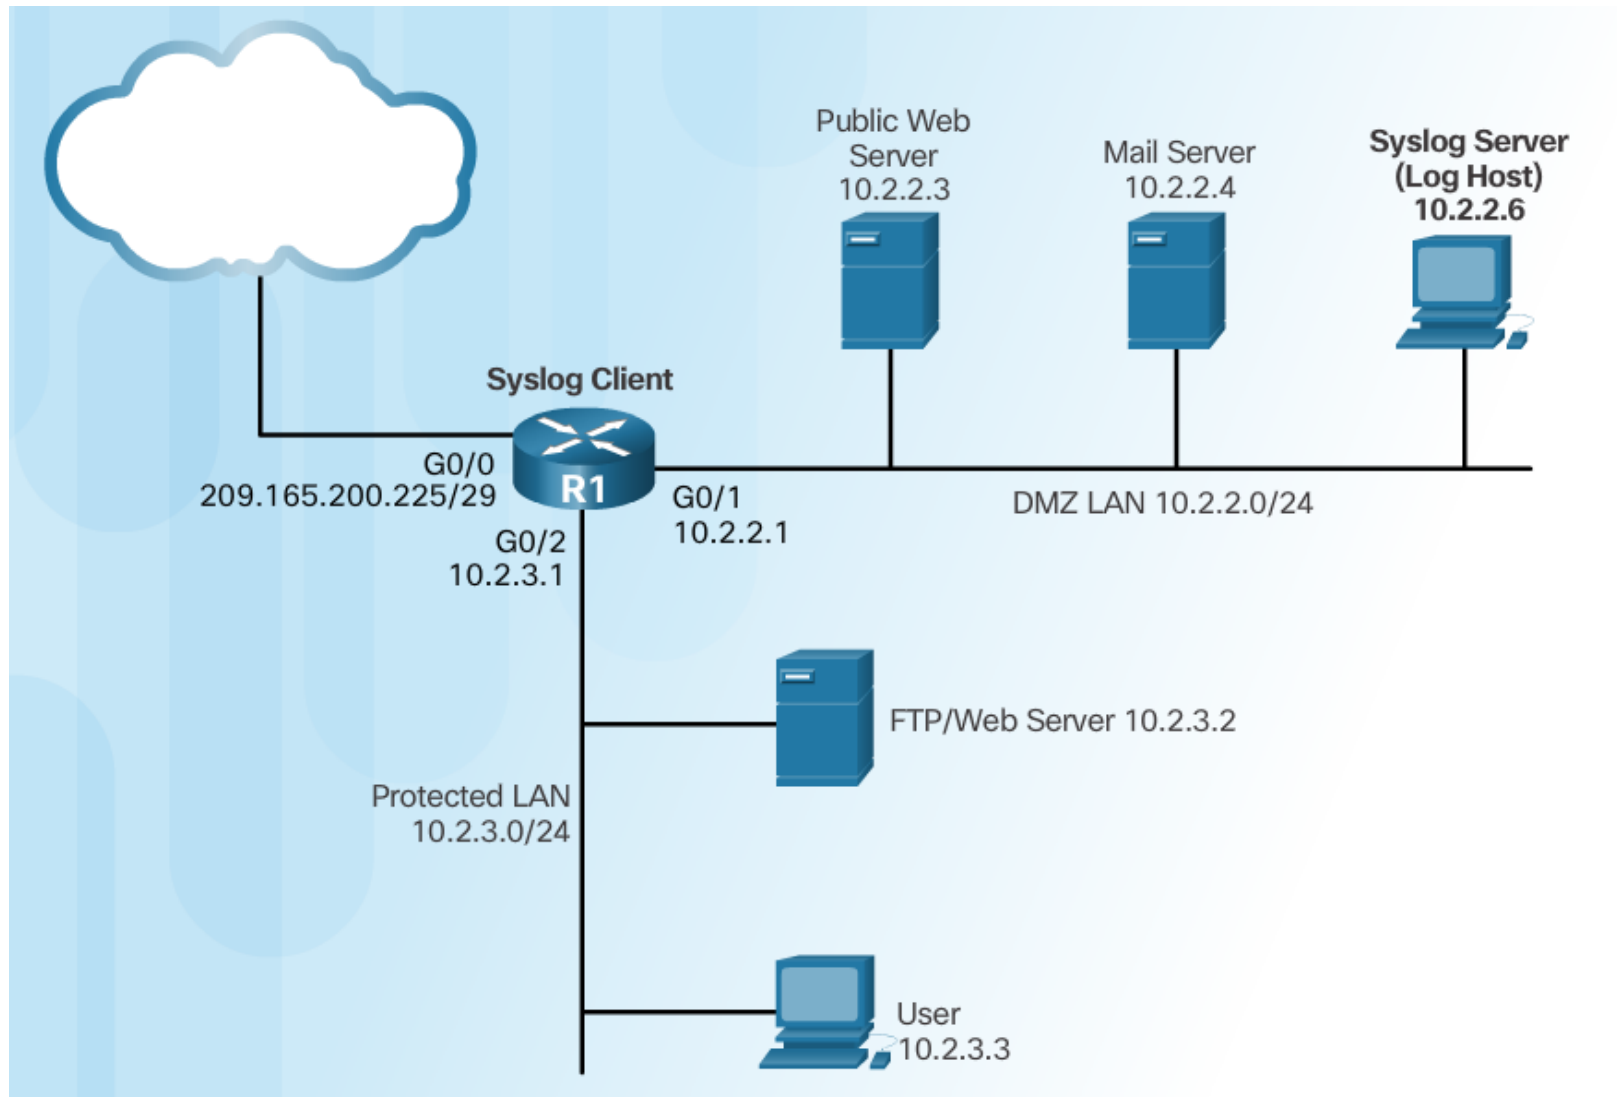 Public Web
Server
10.2.2.3
Mail Server
10.2.2.4
Syslog Server
(Log Host)
10.2.2.6
Syslog Client
R1
G0/0
209.165.200.225/29
G0/1
10.2.2.1
DMZ LAN 10.2.2.0/24
G0/2
10.2.3.1
FTP/Web Server 10.2.3.2
Protected LAN
10.2.3.0/24
User
10.2.3.3